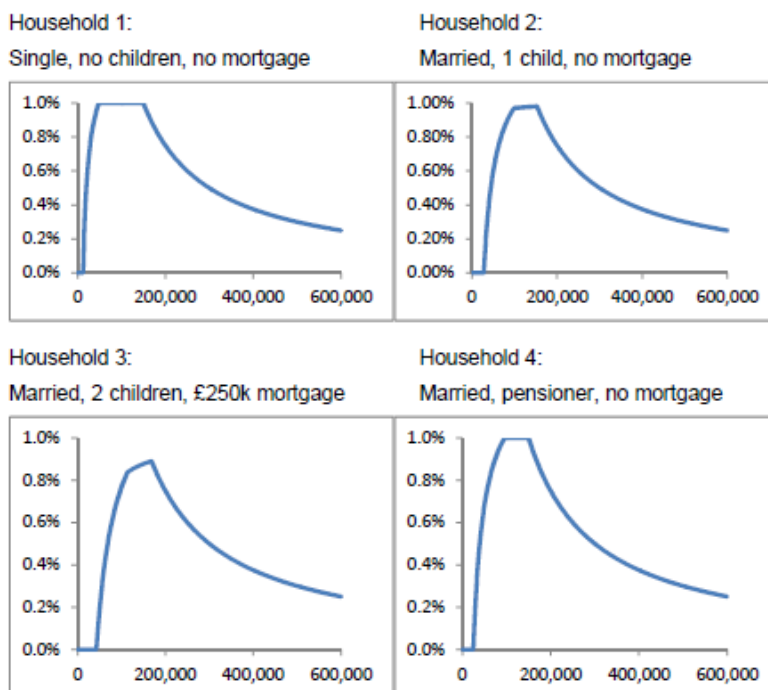 Household 1:
Single, no children, no mortgage
1.0%
0.8%
0.6%
0.4%
0.2%
0.0%
0 200,000 400,000 600,000
Household 2:
Married, 1 child, no mortgage
1.00%
0.80%
0.60%
0.40%
0.20%
0.00%
0 200,000 400,000 600,000
Household 3:
Married, 2 children, £250k mortgage
1.0%
0.8%
0.6%
0.4%
0.2%
0.0%
0 200,000 400,000 600,000
Household 4:
Married, pensioner, no mortgage
1.0%
0.8%
0.6%
0.4%
0.2%
0.0%
0 200,000 400,000 600,000